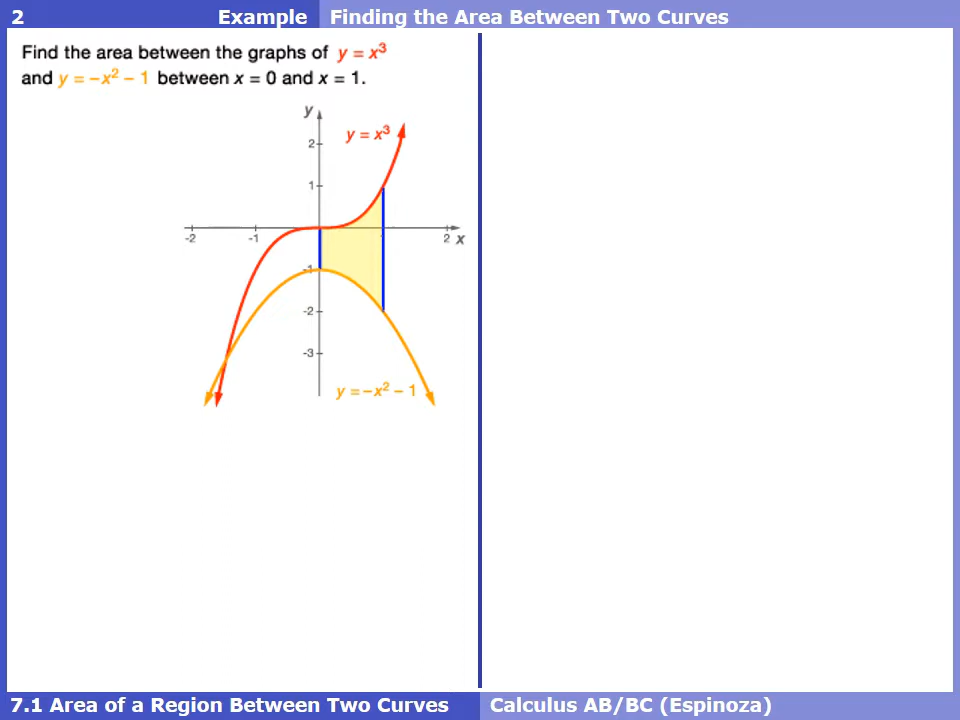 2
Example
Finding the Area Between Two Curves
Find the area between the graphs of y = x³
and y = −x² − 1 between x = 0 and x = 1.
y
y = x³
2
1
-2
-1
2
x
-1
-2
-3
y = −x² − 1
7.1 Area of a Region Between Two Curves
Calculus AB/BC (Espinoza)